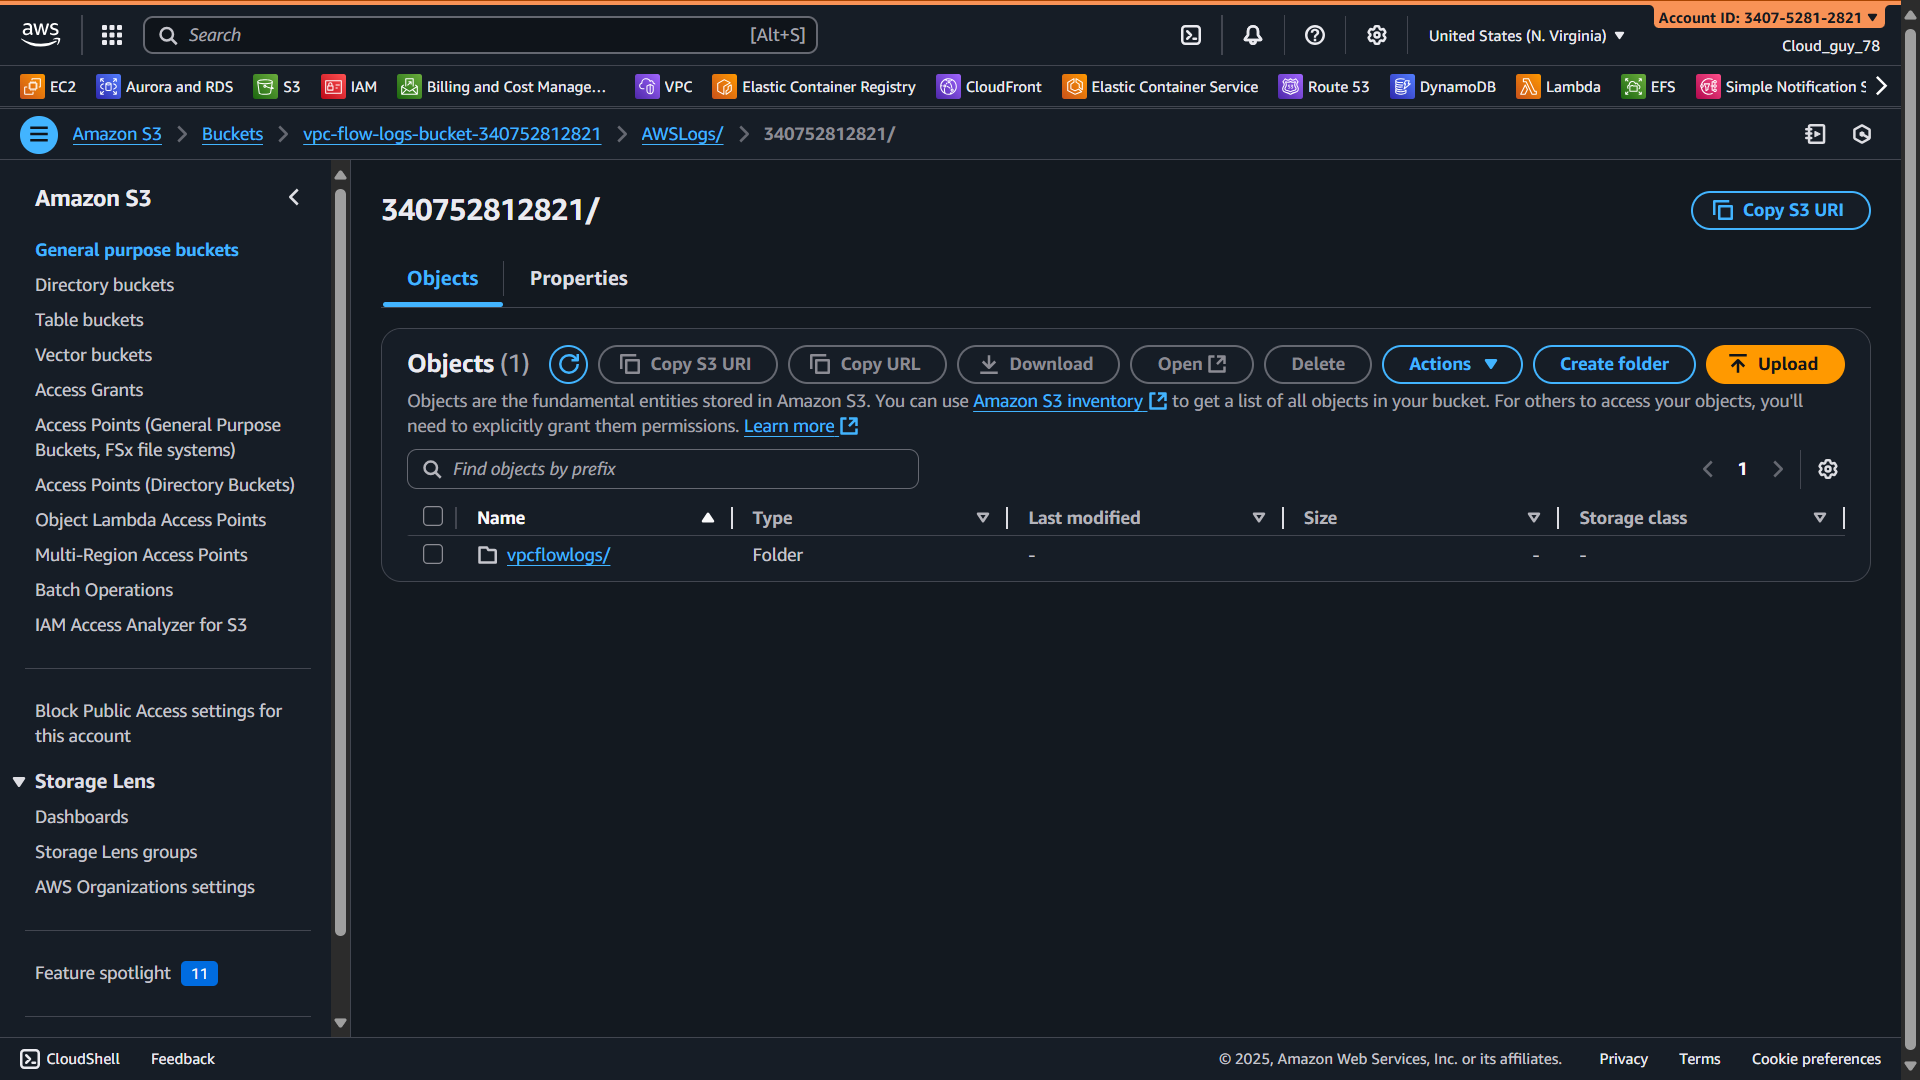 aws
Search
[Alt+S]
United States (N. Virginia)
Account ID: 3407-5281-2821
Cloud_guy_78
EC2
Aurora and RDS
S3
IAM
Billing and Cost Manage...
VPC
Elastic Container Registry
CloudFront
Elastic Container Service
Route 53
DynamoDB
Lambda
EFS
Simple Notification S
Amazon S3
Buckets
vpc-flow-logs-bucket-340752812821
AWSLogs/
340752812821/
Amazon S3
General purpose buckets
Directory buckets
Table buckets
Vector buckets
Access Grants
Access Points (General Purpose
Buckets, FSx file systems)
Access Points (Directory Buckets)
Object Lambda Access Points
Multi-Region Access Points
Batch Operations
IAM Access Analyzer for S3
Block Public Access settings for
this account
Storage Lens
Dashboards
Storage Lens groups
AWS Organizations settings
Feature spotlight 11
340752812821/
Copy S3 URI
Objects
Properties
Objects (1)
Copy S3 URI
Copy URL
Download
Open
Delete
Actions
Create folder
Upload
Objects are the fundamental entities stored in Amazon S3. You can use Amazon S3 inventory to get a list of all objects in your bucket. For others to access your objects, you'll
need to explicitly grant them permissions. Learn more
Find objects by prefix
1
Name
Type
Last modified
Size
Storage class
vpcflowlogs/
Folder
-
-
-
CloudShell
Feedback
© 2025, Amazon Web Services, Inc. or its affiliates.
Privacy
Terms
Cookie preferences